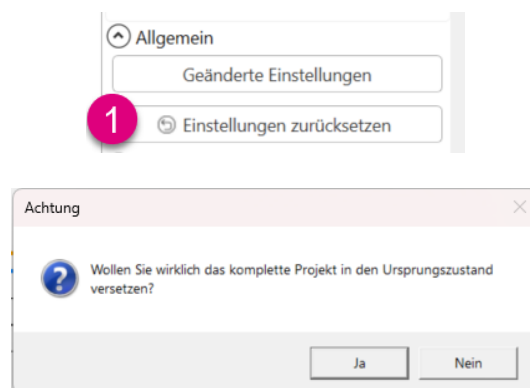 Allgemein
Geänderte Einstellungen
1
Einstellungen zurücksetzen
Achtung
Wollen Sie wirklich das komplette Projekt in den Ursprungszustand
versetzen?
Ja
Nein